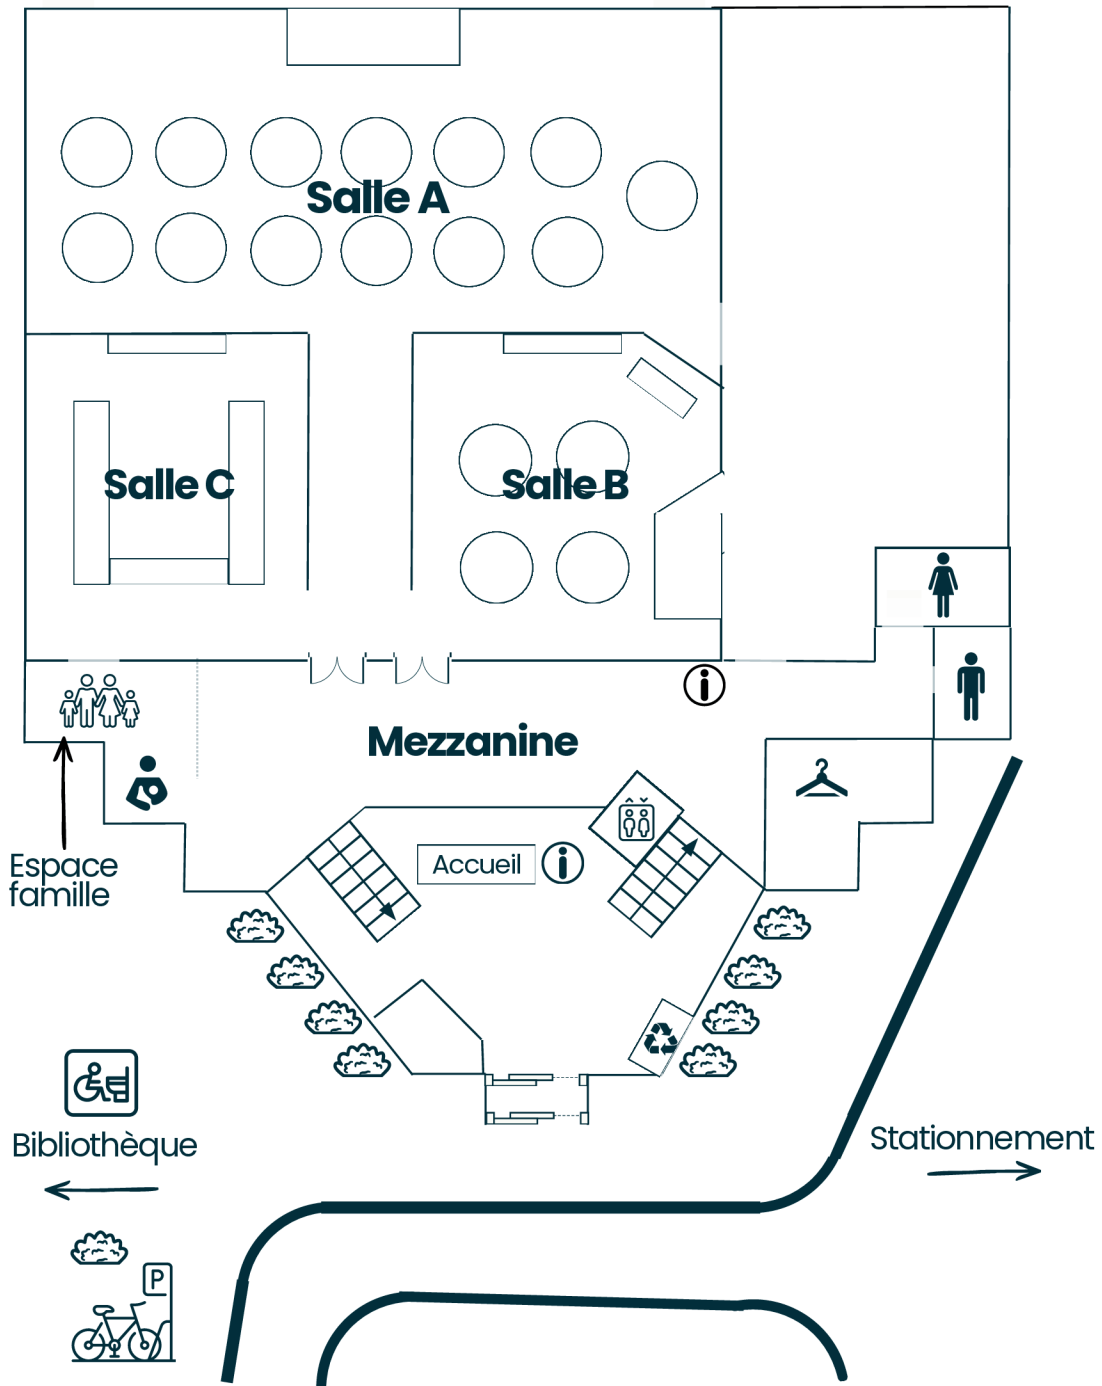 Salle A
Salle C
Salle B
Mezzanine
Accueil
Espace
famille
Bibliothèque
Stationnement
P